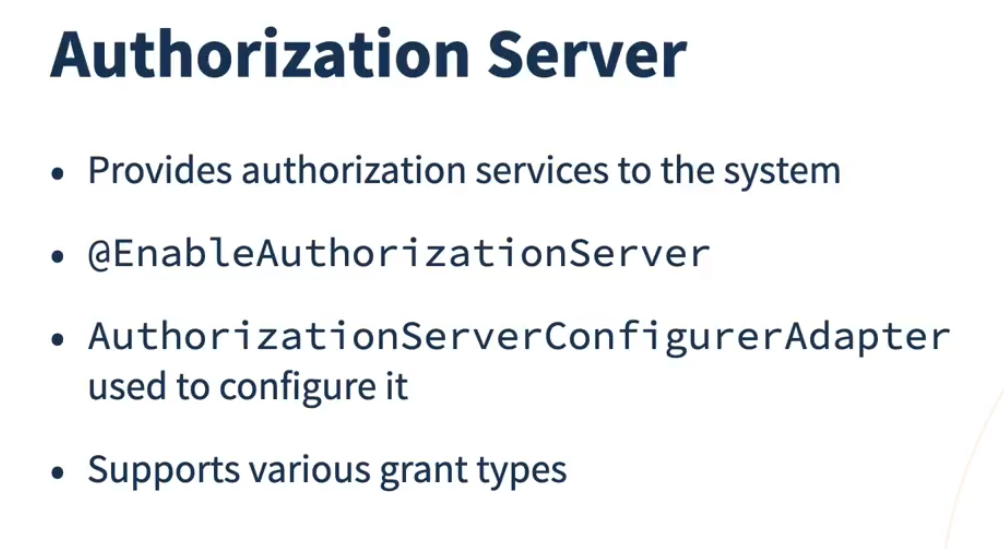 Authorization Server
• Provides authorization services to the system
• @EnableAuthorizationServer
• AuthorizationServerConfigurerAdapter
used to configure it
• Supports various grant types